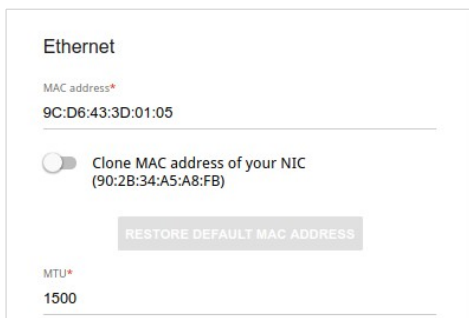 Ethernet
MAC address*
9C:D6:43:3D:01:05
Clone MAC address of your NIC
(90:2B:34:A5:A8:FB)
RESTORE DEFAULT MAC ADDRESS
MTU*
1500